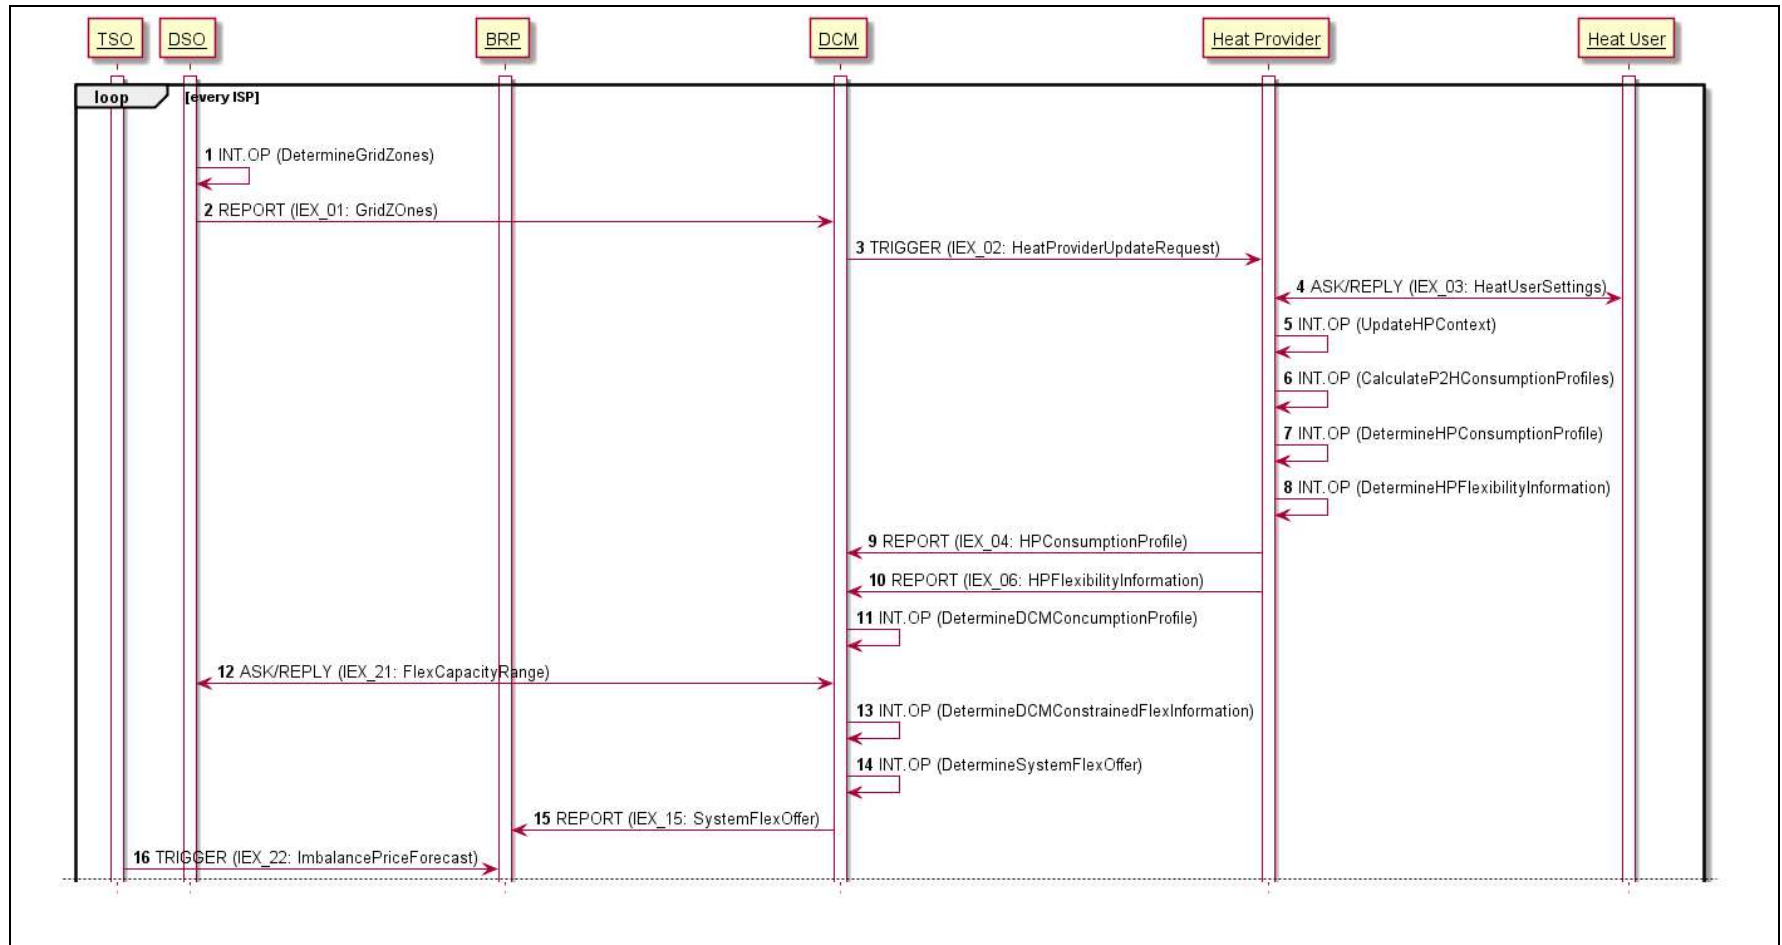 TSO DSO BRP DCM Heat Provider Heat User
loop [every ISP]
1 INT.OP (DetermineGridZones)
2 REPORT (IEX_01: GridZOnes)
3 TRIGGER (IEX_02: HeatProviderUpdateRequest)
4 ASK/REPLY (IEX_03: HeatUserSettings)
5 INT.OP (UpdateHPContext)
6 INT.OP (CalculateP2HConsumptionProfiles)
7 INT.OP (DetermineHPConsumptionProfile)
8 INT.OP (DetermineHPFlexibilityInformation)
9 REPORT (IEX_04: HPConsumptionProfile)
10 REPORT (IEX_06: HPFlexibilityInformation)
11 INT.OP (DetermineDCMConcumptionProfile)
12 ASK/REPLY (IEX_21: FlexCapacityRange)
13 INT.OP (DetermineDCMConstrainedFlexInformation)
14 INT.OP (DetermineSystemFlexOffer)
15 REPORT (IEX_15: SystemFlexOffer)
16 TRIGGER (IEX_22: ImbalancePriceForecast)